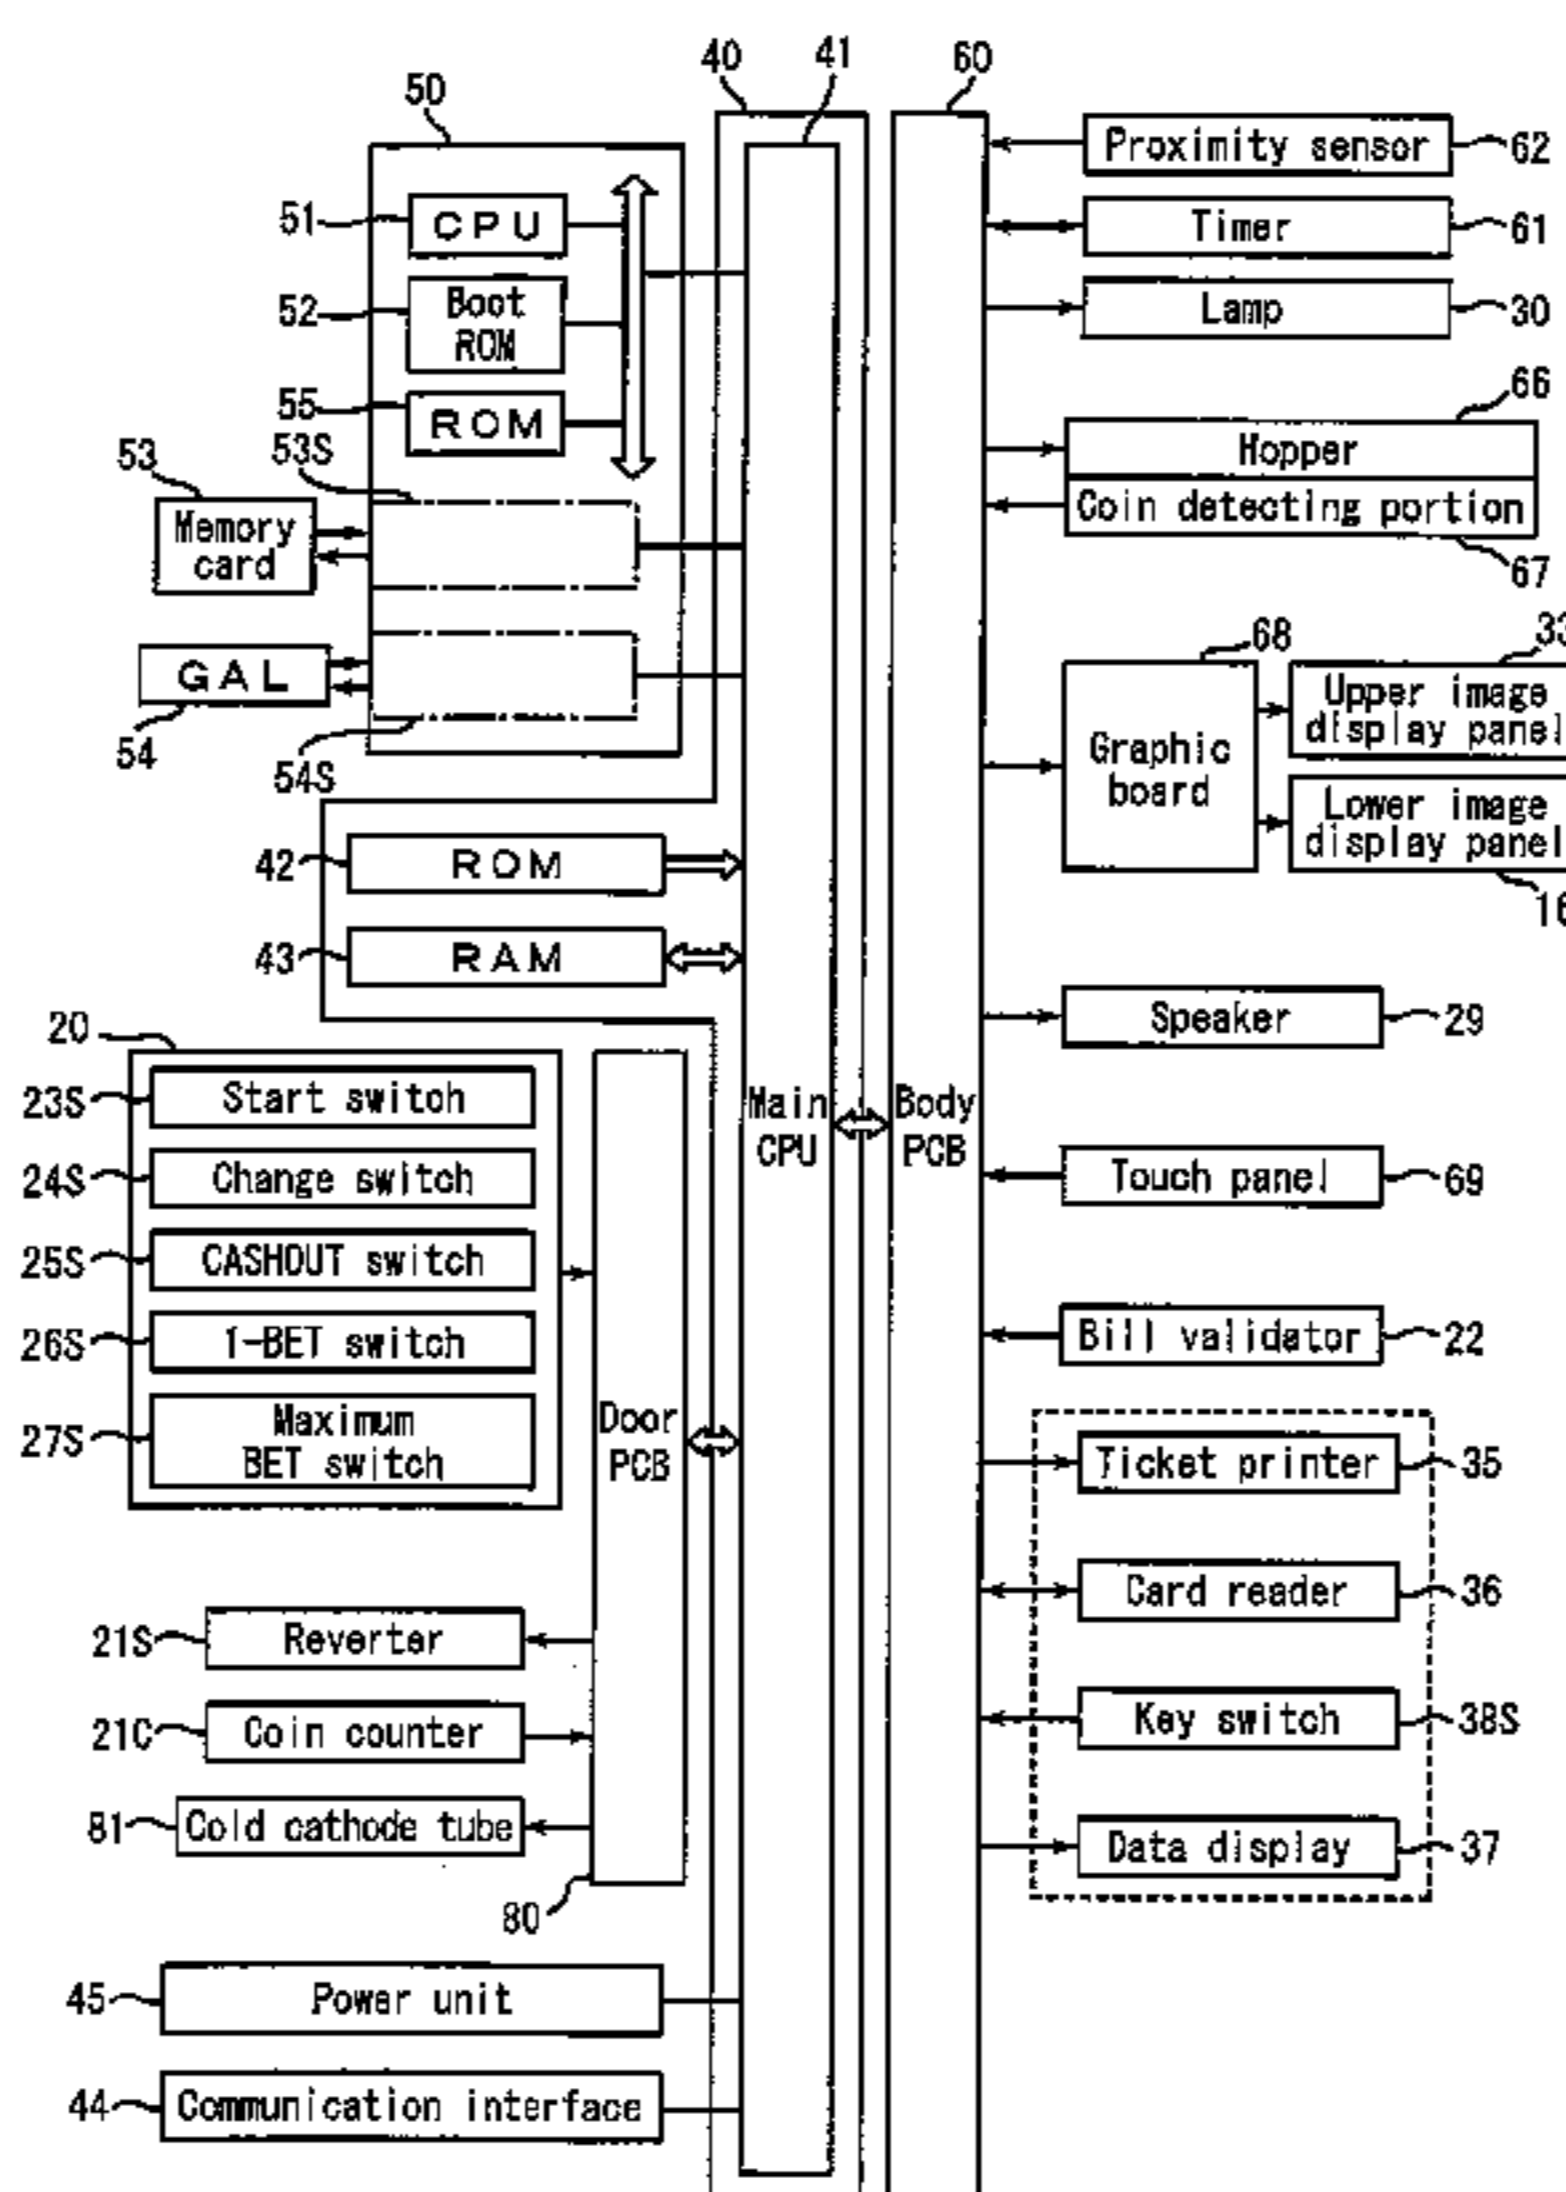 40
41
60
50
Proximity sensor
62
51
CPU
Timer
61
52
Boot
ROM
Lamp
30
55
ROM
66
53S
53
Hopper
Memory
card
Coin detecting portion
67
33
68
GAL
Upper image
display panel
54
54S
Graphic
board
Lower image
display panel
42
ROM
16
43
RAM
20
Speaker
29
23S
Start switch
Main
CPU
Body
PCB
24S
Change switch
Touch panel
69
25S
CASHOUT switch
26S
1-BET switch
Bill validator
22
27S
Maximum
BET switch
Door
PCB
Ticket printer
35
Card reader
36
21S
Reverter
21C
Coin counter
Key switch
38S
81
Cold cathode tube
Data display
37
80
45
Power unit
44
Communication interface